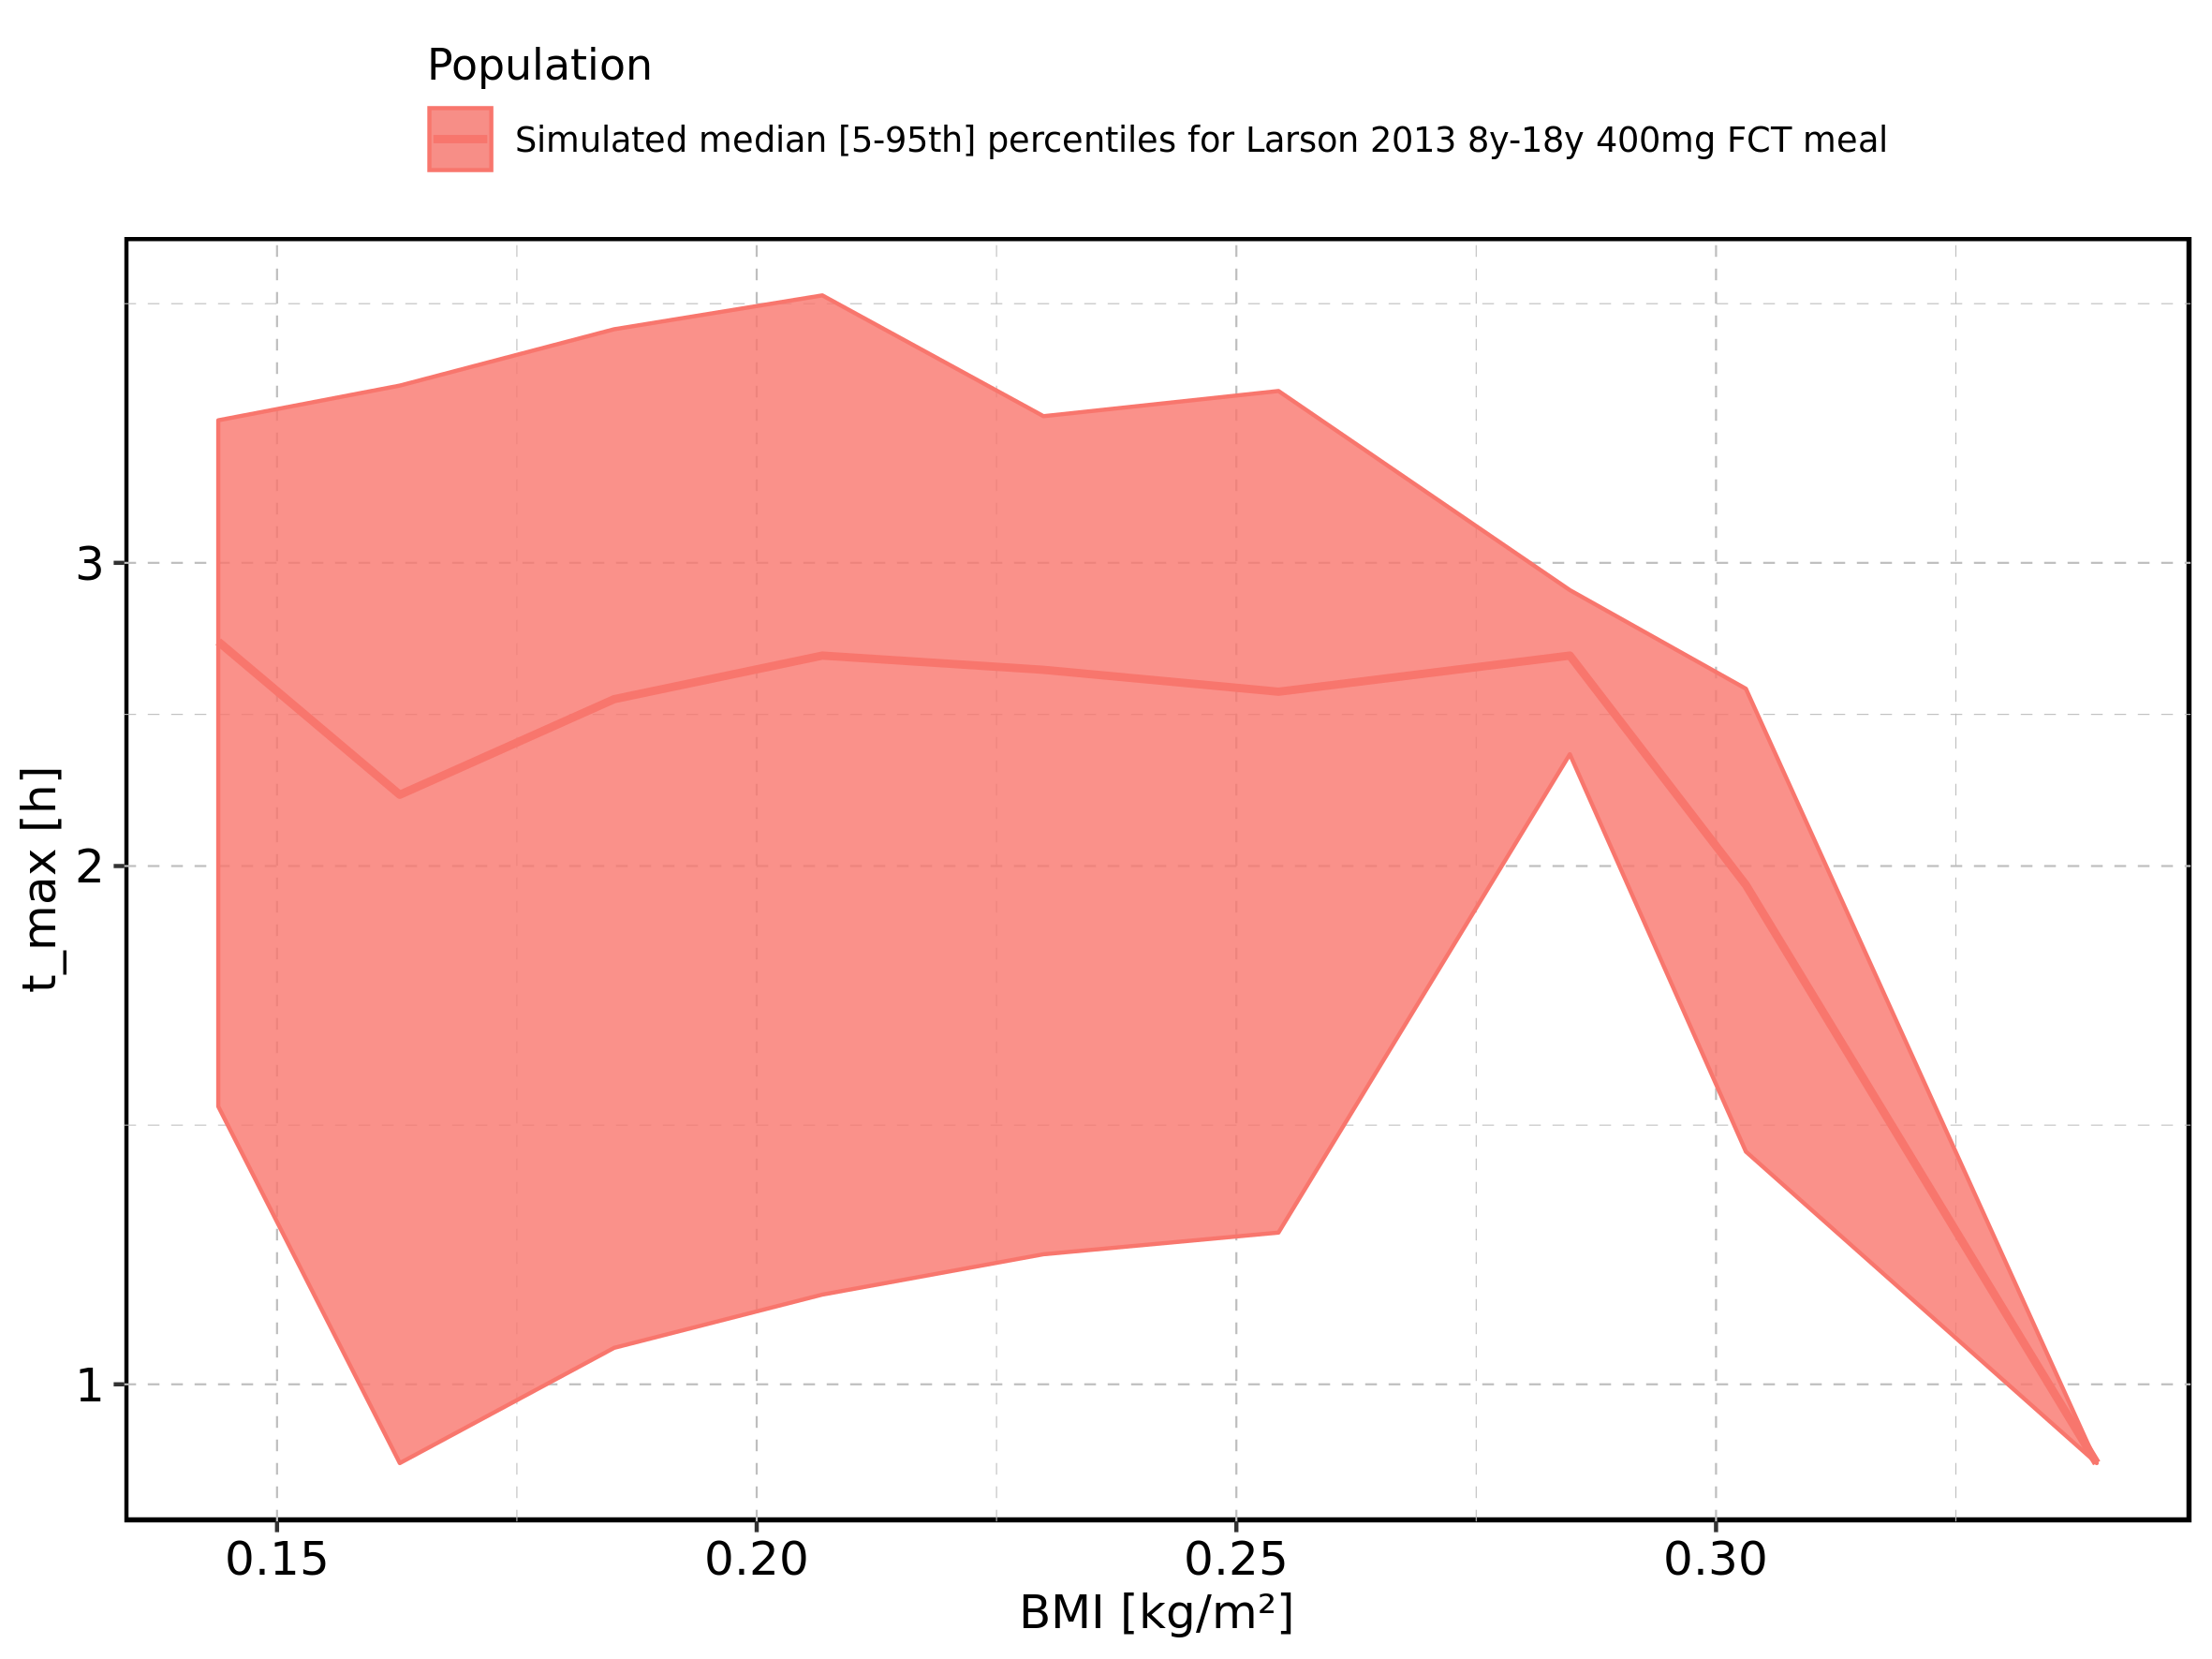 Population
Simulated median [5-95th] percentiles for Larson 2013 8y-18y 400mg FCT meal
3
2
1
t_max [h]
0.15 0.20 0.25 0.30
BMI [kg/m²]